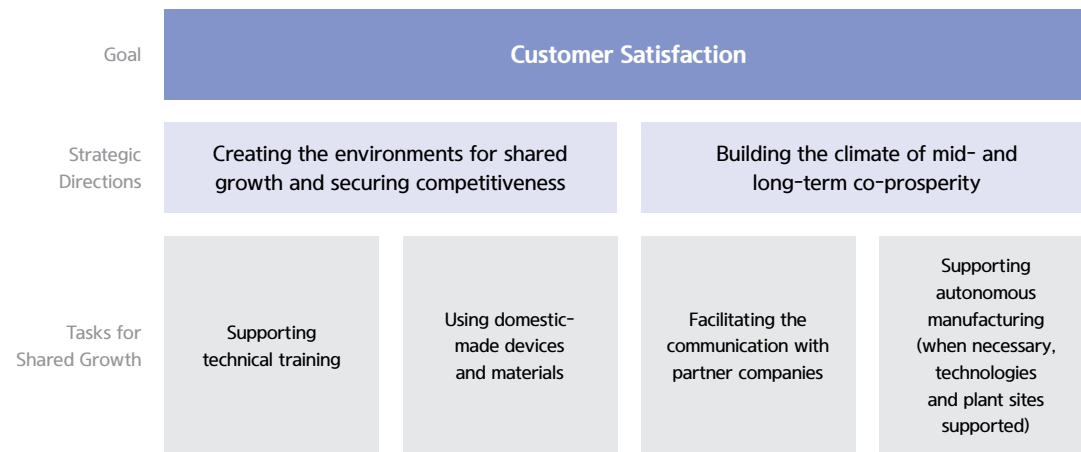 Goal
Customer Satisfaction
Strategic
Directions
Creating the environments for shared
growth and securing competitiveness
Building the climate of mid- and
long-term co-prosperity
Tasks for
Shared Growth
Supporting
technical training
Using domestic-
made devices
and materials
Facilitating the
communication with
partner companies
Supporting
autonomous
manufacturing
(when necessary,
technologies
and plant sites
supported)